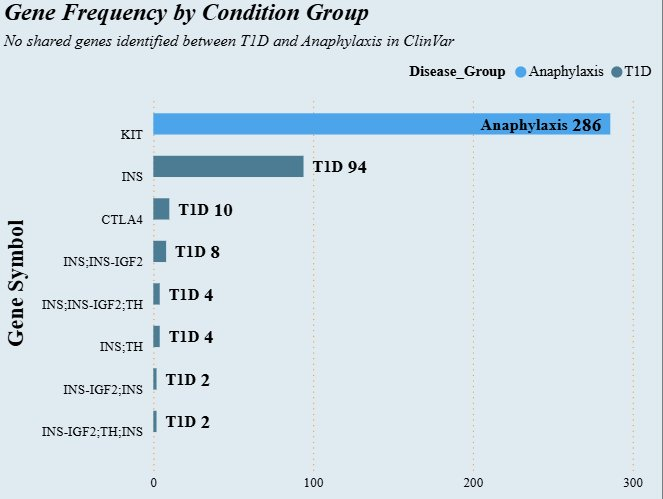 Gene Frequency by Condition Group
No shared genes identified between T1D and Anaphylaxis in ClinVar
Disease_Group Anaphylaxis T1D
Gene Symbol
KIT Anaphylaxis 286
INS T1D 94
CTLA4 T1D 10
INS;INS-IGF2 T1D 8
INS;INS-IGF2;TH T1D 4
INS;TH T1D 4
INS-IGF2;INS T1D 2
INS-IGF2;TH;INS T1D 2
0 100 200 300